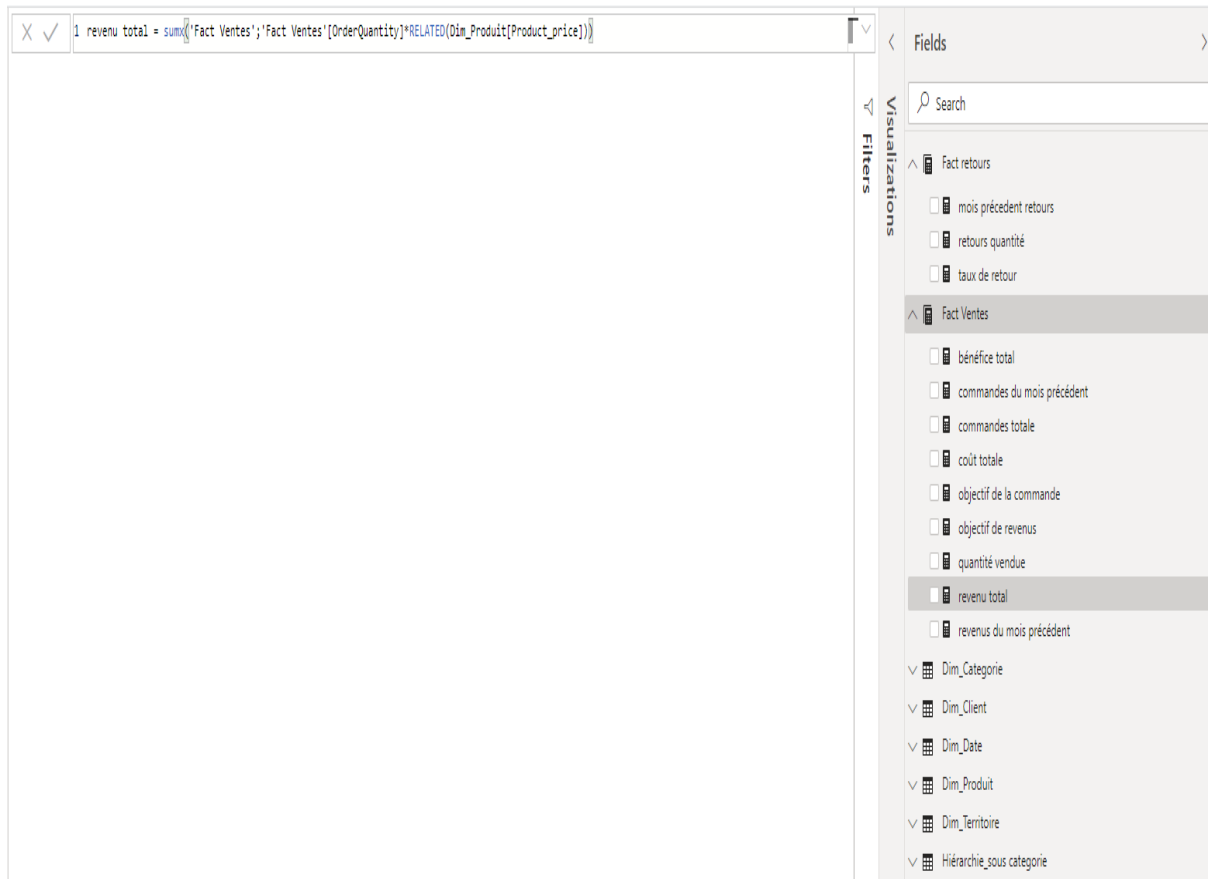 1 revenu total = sumx('Fact Ventes';'Fact Ventes'[OrderQuantity]*RELATED(Dim_Produit[Product_price]))
Filters
Visualizations
Fields
Search
Fact retours
mois précedent retours
retours quantité
taux de retour
Fact Ventes
bénéfice total
commandes du mois précédent
commandes totale
coût totale
objectif de la commande
objectif de revenus
quantité vendue
revenu total
revenus du mois précédent
Dim_Categorie
Dim_Client
Dim_Date
Dim_Produit
Dim_Territoire
Hiérarchie_sous categorie